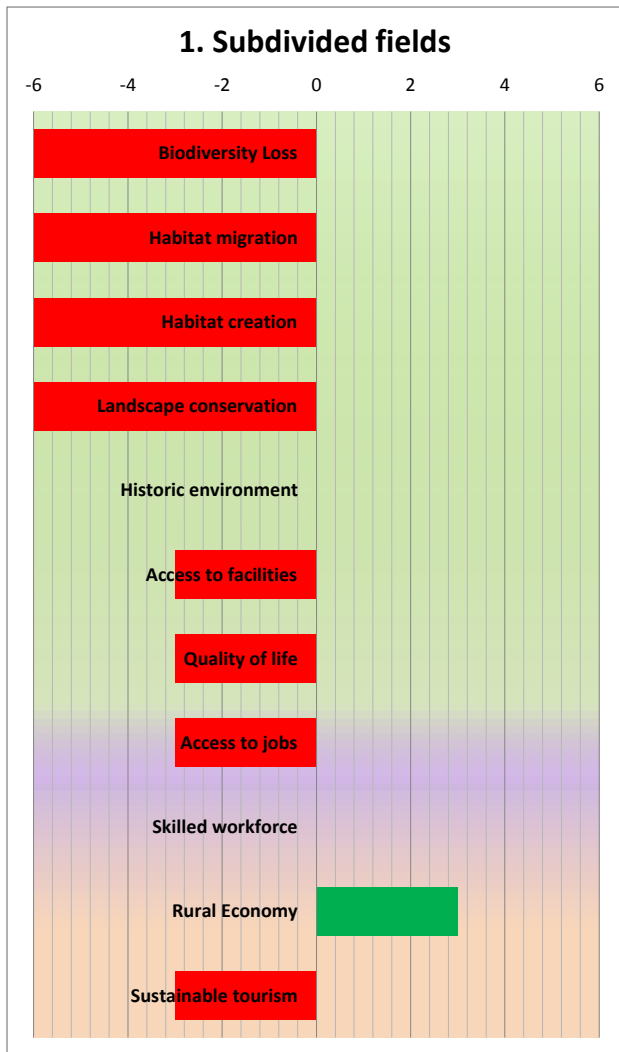 1. Subdivided fields
-6 -4 -2 0 2 4 6
Biodiversity Loss
Habitat migration
Habitat creation
Landscape conservation
Historic environment
Access to facilities
Quality of life
Access to jobs
Skilled workforce
Rural Economy
Sustainable tourism